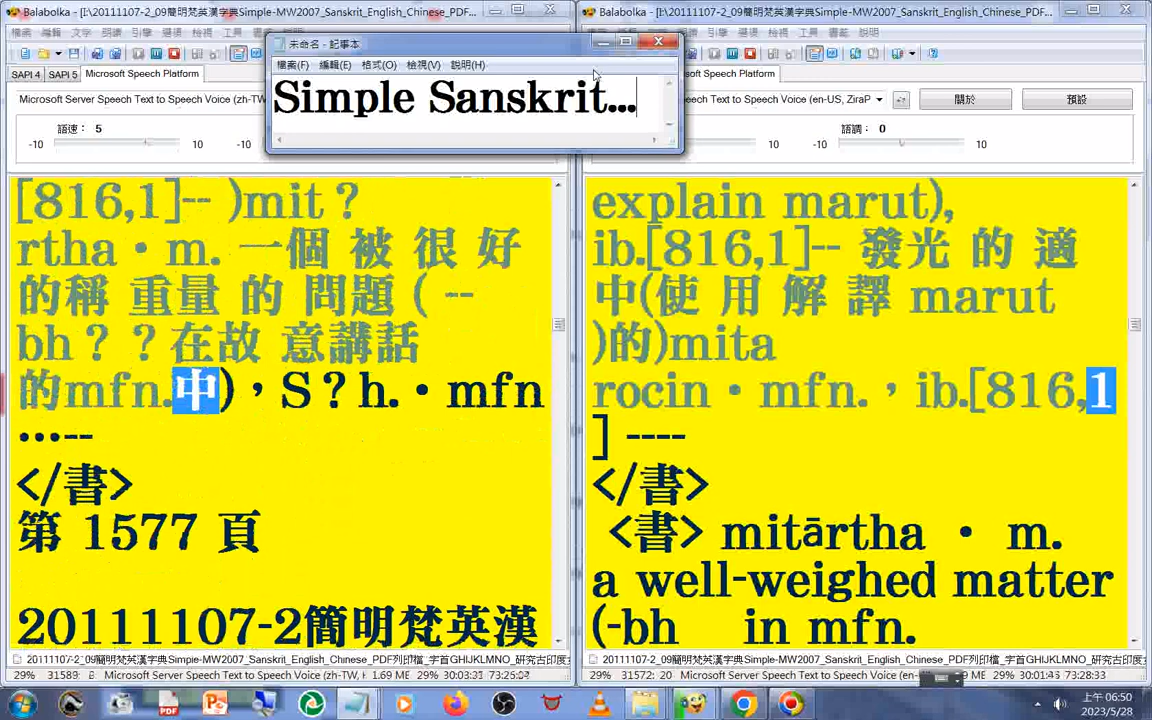 Balabolka - [I:\20111107-2_09簡明梵英漢字典Simple-MW2007_Sanskrit_English_Chinese_PDF...
Balabolka - [I:\20111107-2_09簡明梵英漢字典Simple-MW2007_Sanskrit_English_Chinese_PDF...
未命名 - 記事本
檔案(F) 編輯(E) 格式(O) 檢視(V) 說明(H)
Simple Sanskrit...
SAPI 4 SAPI 5 Microsoft Speech Platform
Speech Platform
Microsoft Server Speech Text to Speech Voice (zh-TW
eech Text to Speech Voice (en-US, ZiraP
關於
預設
語速： 5
-10 10 -10
語調： 0
10 -10 10
[816,1]-- )mit？
rtha・m. 一個 被 很 好
的稱 重量 的 問題 ( --
bh？？在故 意講話
的mfn.中)，S？h.・mfn
…--
</書>
第 1577 頁
20111107-2簡明梵英漢
explain marut),
ib.[816,1]-- 發光 的 適
中(使 用 解 譯 marut
)的)mita
rocin・mfn.，ib.[816,1
] ----
</書>
<書> mitārtha ・ m.
a well-weighed matter
(-bh in mfn.
20111107-2_09簡明梵英漢字典Simple-MW2007_Sanskrit_English_Chinese_PDF列印檔_字首GHIJKLMNO_研究古印度
20111107-2_09簡明梵英漢字典Simple-MW2007_Sanskrit_English_Chinese_PDF列印檔_字首GHIJKLMNO_研究古印度
29% 31589: Microsoft Server Speech Text to Speech Voice (zh-TW, 1.69 ME 29% 30:03:31 73:25:04
29% 31572: 20 Microsoft Server Speech Text to Speech Voice 29% 30:01:45 73:28:33
上午 06:50
2023/5/28